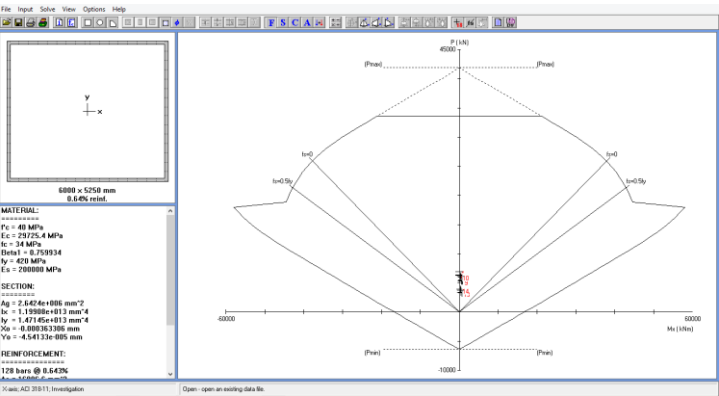 File Input Solve View Options Help
F S C A
y
x
6000 x 5250 mm
0.64% reinf.
MATERIAL:
=========
f'c = 40 MPa
Ec = 29725.4 MPa
fc = 34 MPa
Beta1 = 0.759934
fy = 420 MPa
Es = 200000 MPa
SECTION:
========
Ag = 2.6424e+006 mm^2
Ix = 1.19908e+013 mm^4
Iy = 1.47145e+013 mm^4
Xo = -0.000363306 mm
Yo = -4.54133e-005 mm
REINFORCEMENT:
==============
128 bars @ 0.643%
P (kN)
45000
(Pmax) (Pmax)
fs=0 fs=0
fs=0.5fy fs=0.5fy
-60000 60000
Mx (kNm)
(Pmin) (Pmin)
-10000
X-axis; ACI 318-11; Investigation
Open - open an existing data file.